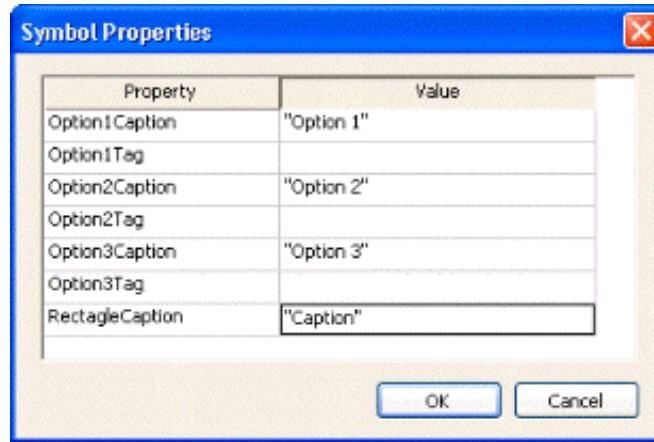 Symbol Properties
Property Value
Option1Caption "Option 1"
Option1Tag
Option2Caption "Option 2"
Option2Tag
Option3Caption "Option 3"
Option3Tag
RectagleCaption "Caption"
OK Cancel